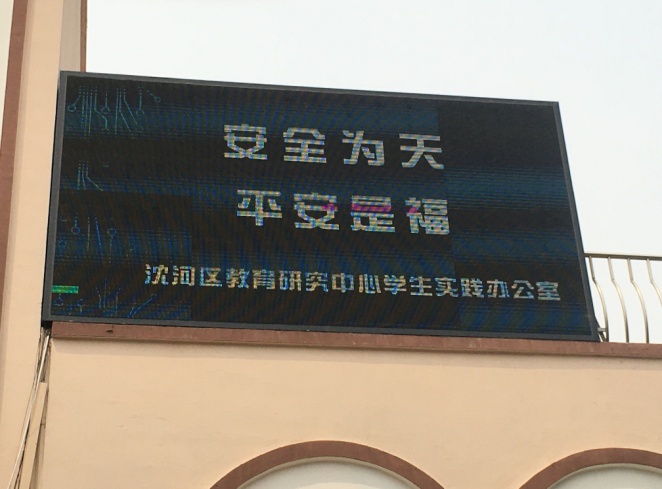 安全为天
平安是福
沈河区教育研究中心学生实践办公室